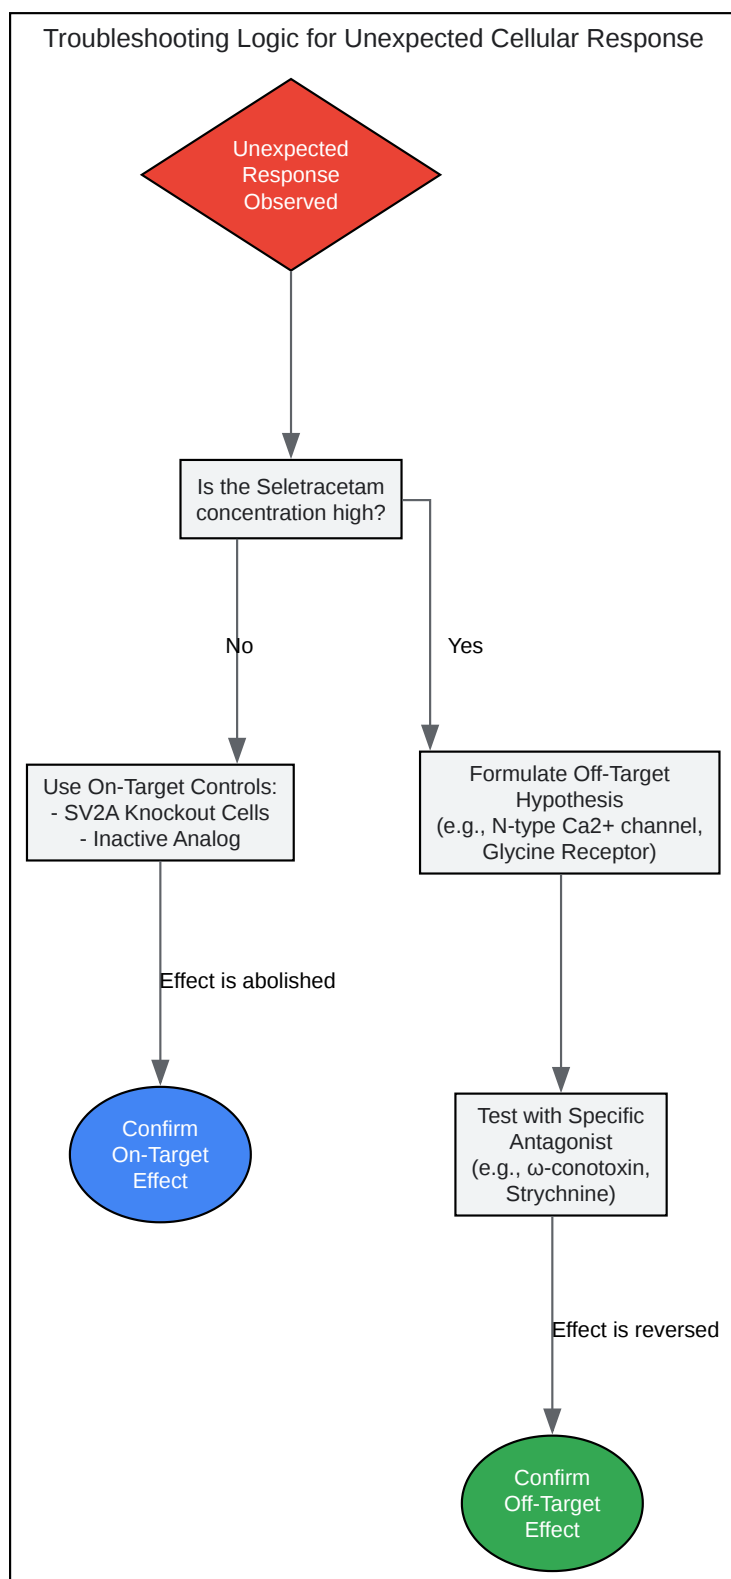 Troubleshooting Logic for Unexpected Cellular Response
Unexpected
Response
Observed
Is the Seletracetam
concentration high?
No
Yes
Use On-Target Controls:
- SV2A Knockout Cells
- Inactive Analog
Formulate Off-Target
Hypothesis
(e.g., N-type Ca2+ channel,
Glycine Receptor)
Effect is abolished
Confirm
On-Target
Effect
Test with Specific
Antagonist
(e.g., ω-conotoxin,
Strychnine)
Effect is reversed
Confirm
Off-Target
Effect